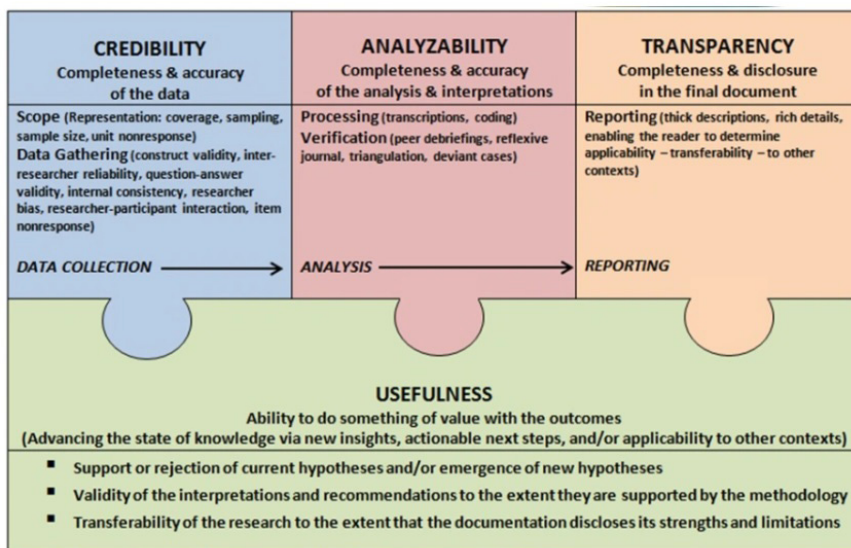 CREDIBILITY
Completeness & accuracy
of the data
Scope (Representation: coverage, sampling,
sample size, unit nonresponse)
Data Gathering (construct validity, inter-
researcher reliability, question-answer
validity, internal consistency, researcher
bias, researcher-participant interaction, item
nonresponse)
DATA COLLECTION
ANALYZABILITY
Completeness & accuracy
of the analysis & interpretations
Processing (transcriptions, coding)
Verification (peer debriefings, reflexive
journal, triangulation, deviant cases)
ANALYSIS
TRANSPARENCY
Completeness & disclosure
in the final document
Reporting (thick descriptions, rich details,
enabling the reader to determine
applicability – transferability – to other
contexts)
REPORTING
USEFULNESS
Ability to do something of value with the outcomes
(Advancing the state of knowledge via new insights, actionable next steps, and/or applicability to other contexts)
▪ Support or rejection of current hypotheses and/or emergence of new hypotheses
▪ Validity of the interpretations and recommendations to the extent they are supported by the methodology
▪ Transferability of the research to the extent that the documentation discloses its strengths and limitations